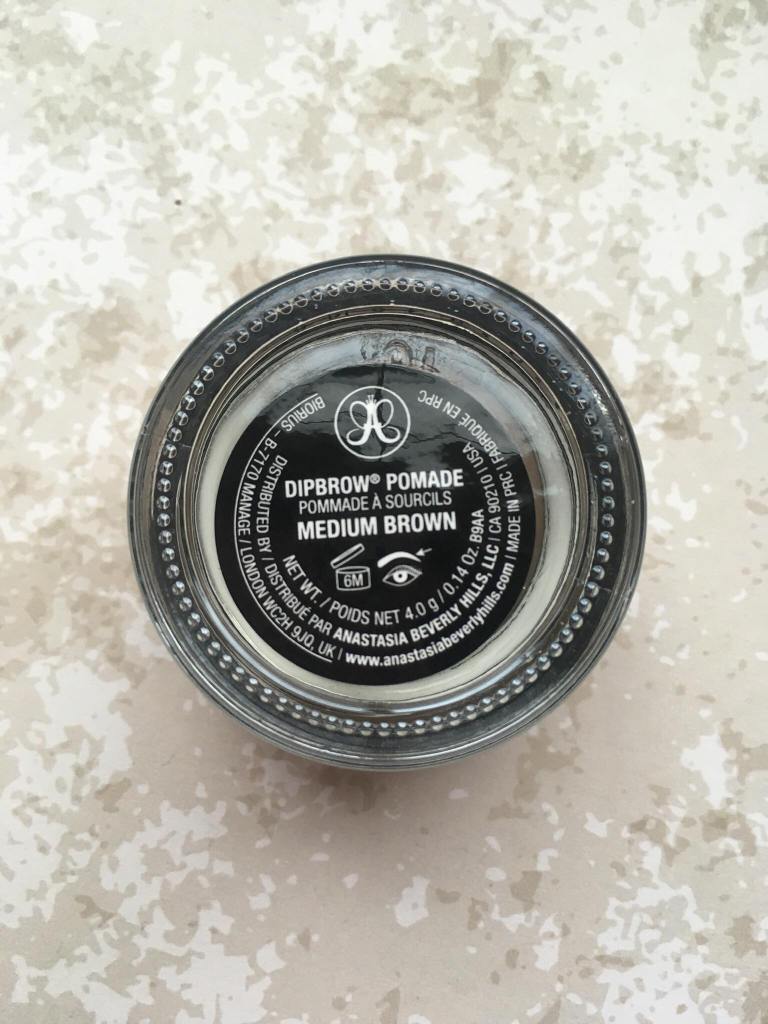 DIPBROW® POMADE
POMMADE À SOURCILS
MEDIUM BROWN
6M
NET WT. / POIDS NET 4.0 g / 0.14 Oz. B9AA
DISTRIBUTED BY / DISTRIBUÉ PAR ANASTASIA BEVERLY HILLS, LLC | CA 90210 | USA
BIORIUS - B-7170 MANAGE / LONDON WC2H 9JQ, UK | www.anastasiabeverlyhills.com | MADE IN PRC | FABRIQUÉ EN RPC